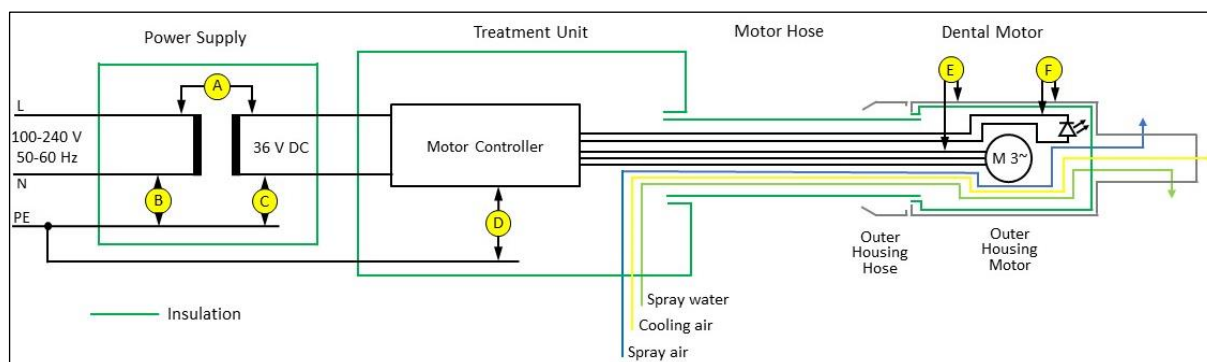 Power Supply
Treatment Unit
Motor Hose
Dental Motor
A
E
F
L
100-240 V
50-60 Hz
36 V DC
Motor Controller
M 3~
N
B
C
D
PE
Outer
Housing
Hose
Outer
Housing
Motor
Spray water
Insulation
Cooling air
Spray air